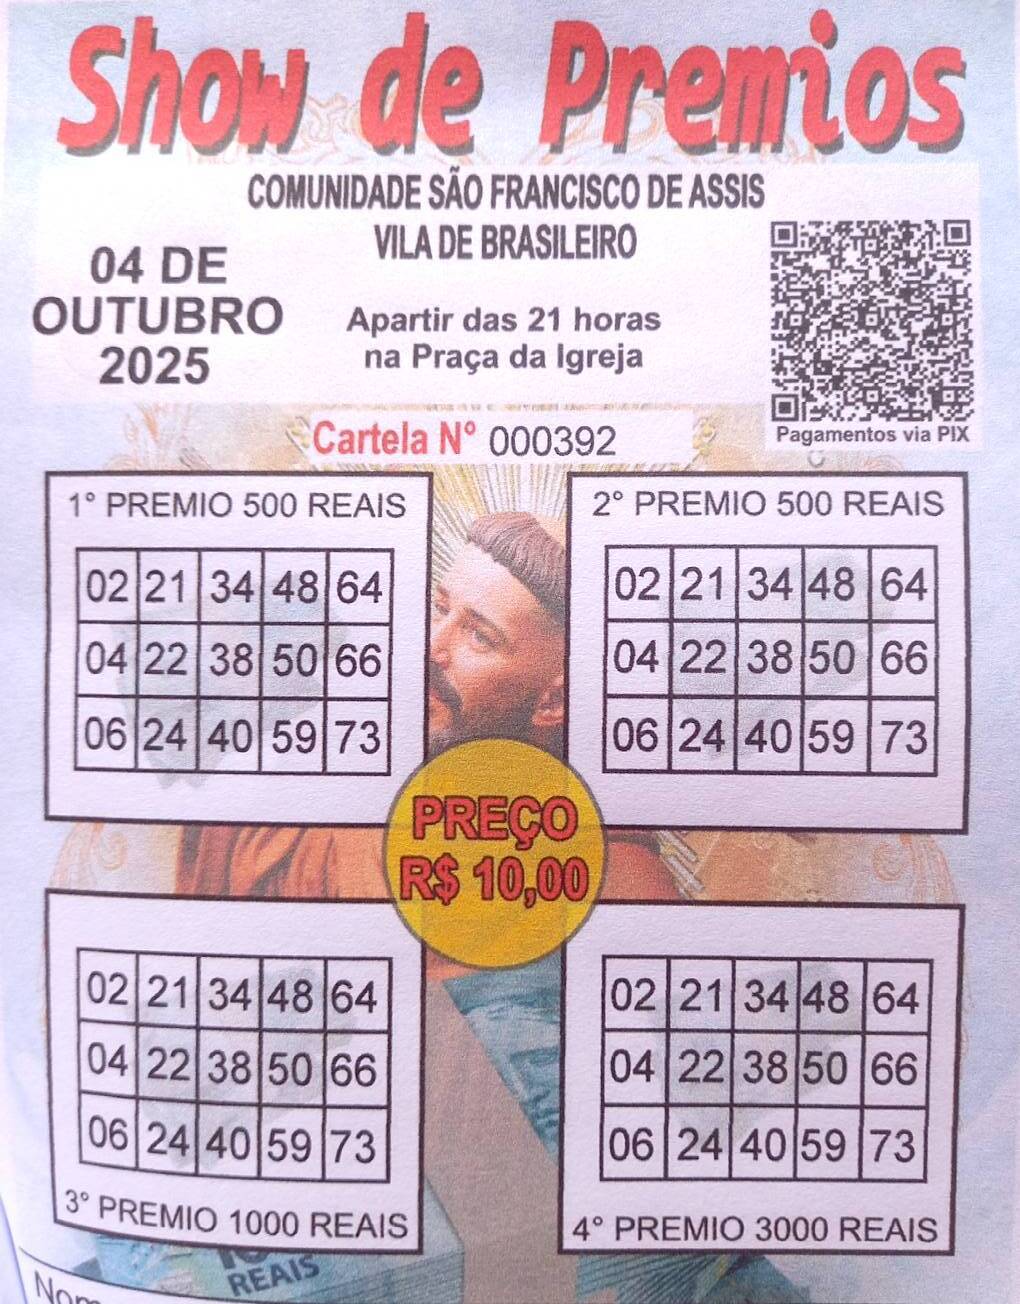 Show de Premios
COMUNIDADE SÃO FRANCISCO DE ASSIS
VILA DE BRASILEIRO
04 DE
OUTUBRO
2025
Apartir das 21 horas
na Praça da Igreja
Pagamentos via PIX
Cartela Nº 000392
1º PREMIO 500 REAIS
02 21 34 48 64
04 22 38 50 66
06 24 40 59 73
2º PREMIO 500 REAIS
02 21 34 48 64
04 22 38 50 66
06 24 40 59 73
PREÇO
R$ 10,00
02 21 34 48 64
04 22 38 50 66
06 24 40 59 73
3º PREMIO 1000 REAIS
02 21 34 48 64
04 22 38 50 66
06 24 40 59 73
4º PREMIO 3000 REAIS
REAIS